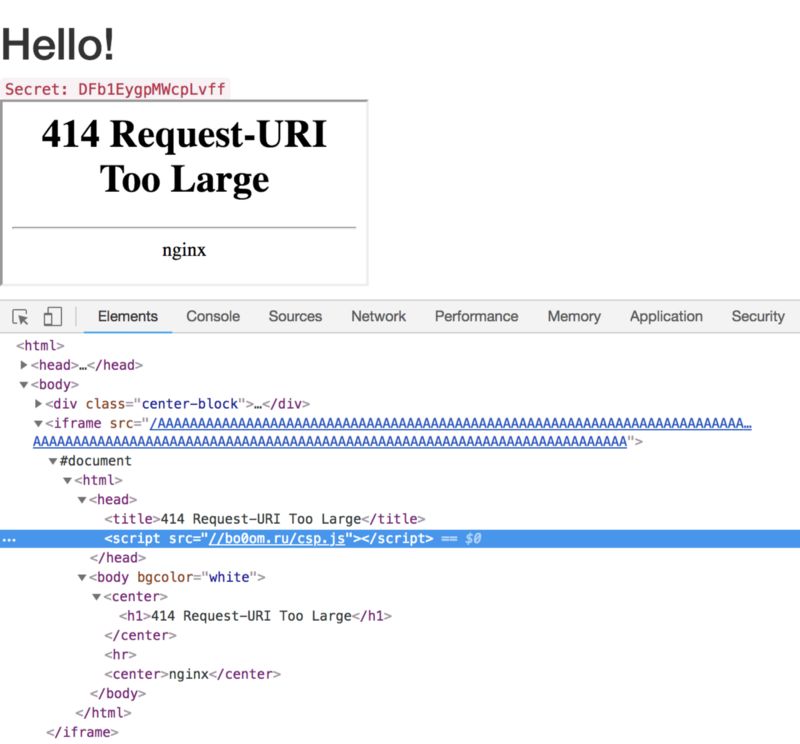 Hello!
Secret: DFb1EygpMWcpLvff
414 Request-URI
Too Large
nginx
Elements Console Sources Network Performance Memory Application Security
<html>
<head>…</head>
<body>
<div class="center-block">…</div>
<iframe src="/AAAAAAAAAAAAAAAAAAAAAAAAAAAAAAAAAAAAAAAAAAAAAAAAAAAAAAAAAAAAAAAAAAAAAAAAA…
AAAAAAAAAAAAAAAAAAAAAAAAAAAAAAAAAAAAAAAAAAAAAAAAAAAAAAAAAAAAAAAAAAAAAAAAAA">
#document
<html>
<head>
<title>414 Request-URI Too Large</title>
... <script src="//bo0om.ru/csp.js"></script> == $0
</head>
<body bgcolor="white">
<center>
<h1>414 Request-URI Too Large</h1>
</center>
<hr>
<center>nginx</center>
</body>
</html>
</iframe>